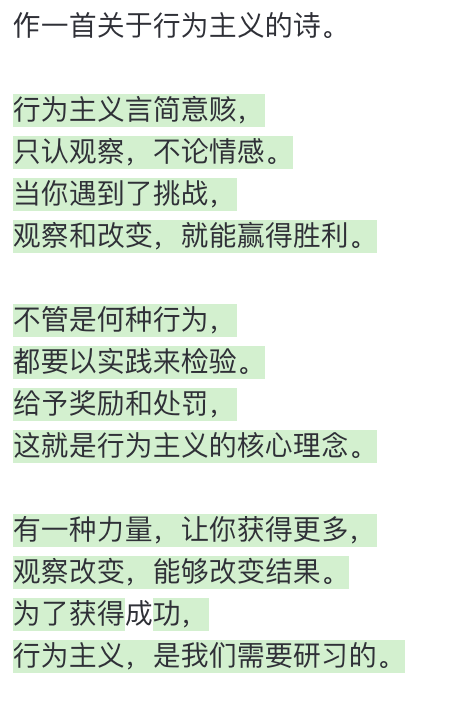 作一首关于行为主义的诗。
行为主义言简意赅，
只认观察，不论情感。
当你遇到了挑战，
观察和改变，就能赢得胜利。
不管是何种行为，
都要以实践来检验。
给予奖励和处罚，
这就是行为主义的核心理念。
有一种力量，让你获得更多，
观察改变，能够改变结果。
为了获得成功，
行为主义，是我们需要研习的。